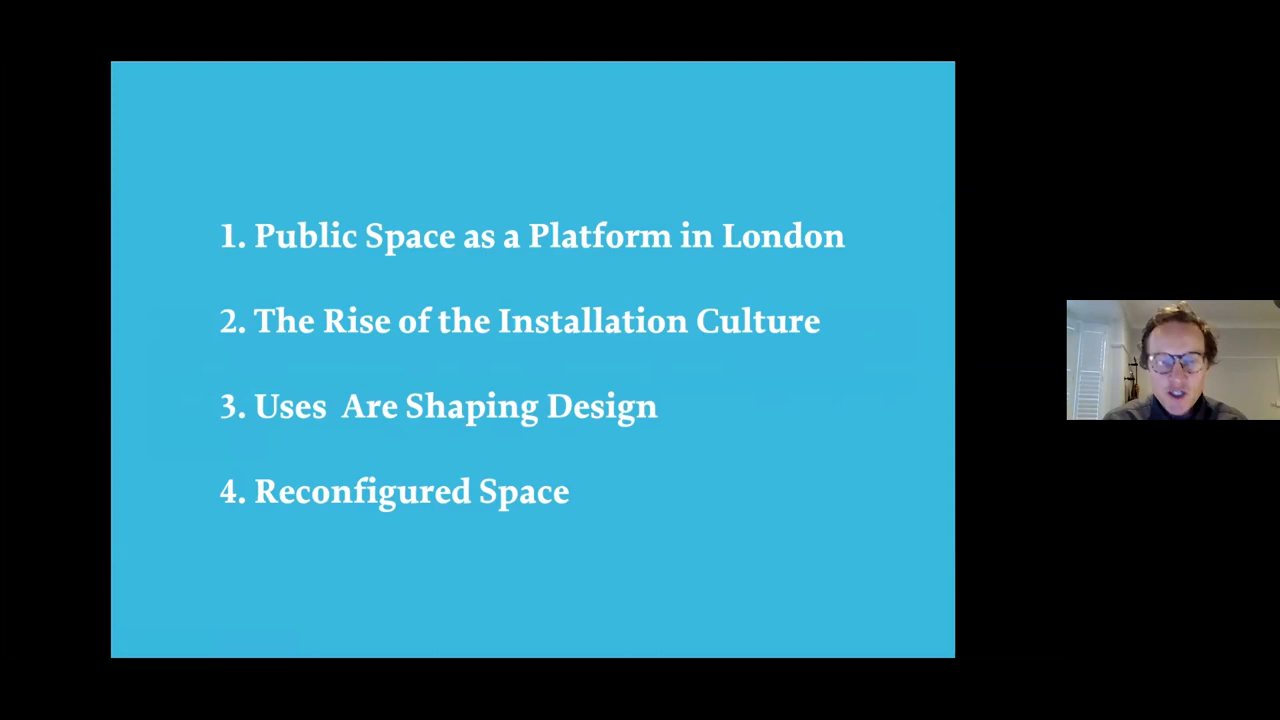 1. Public Space as a Platform in London
2. The Rise of the Installation Culture
3. Uses  Are Shaping Design
4. Reconfigured Space